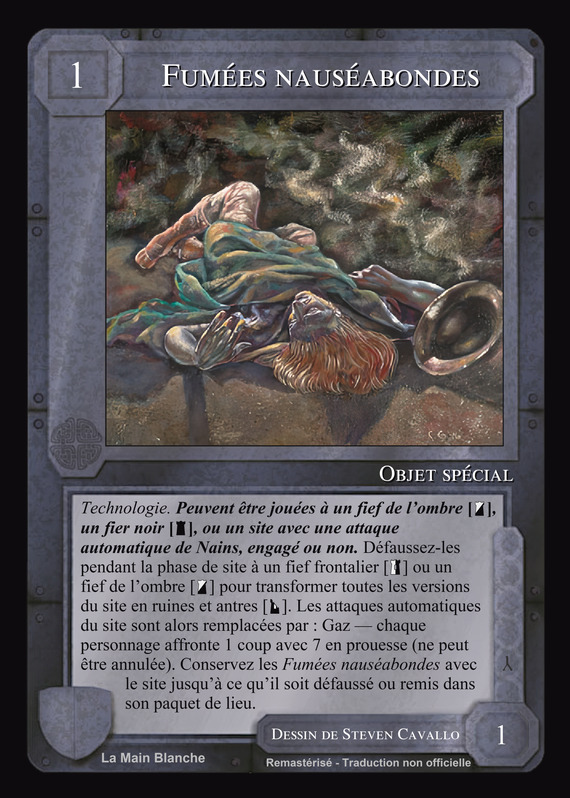 1
Fumées nauséabondes
Objet spécial
Technologie. Peuvent être jouées à un fief de l'ombre [],
un fier noir [], ou un site avec une attaque
automatique de Nains, engagé ou non. Défaussez-les
pendant la phase de site à un fief frontalier [] ou un
fief de l'ombre [] pour transformer toutes les versions
du site en ruines et antres []. Les attaques automatiques
du site sont alors remplacées par : Gaz — chaque
personnage affronte 1 coup avec 7 en prouesse (ne peut
être annulée). Conservez les Fumées nauséabondes avec
le site jusqu'à ce qu'il soit défaussé ou remis dans
son paquet de lieu.
Dessin de Steven Cavallo
1
La Main Blanche
Remastérisé - Traduction non officielle